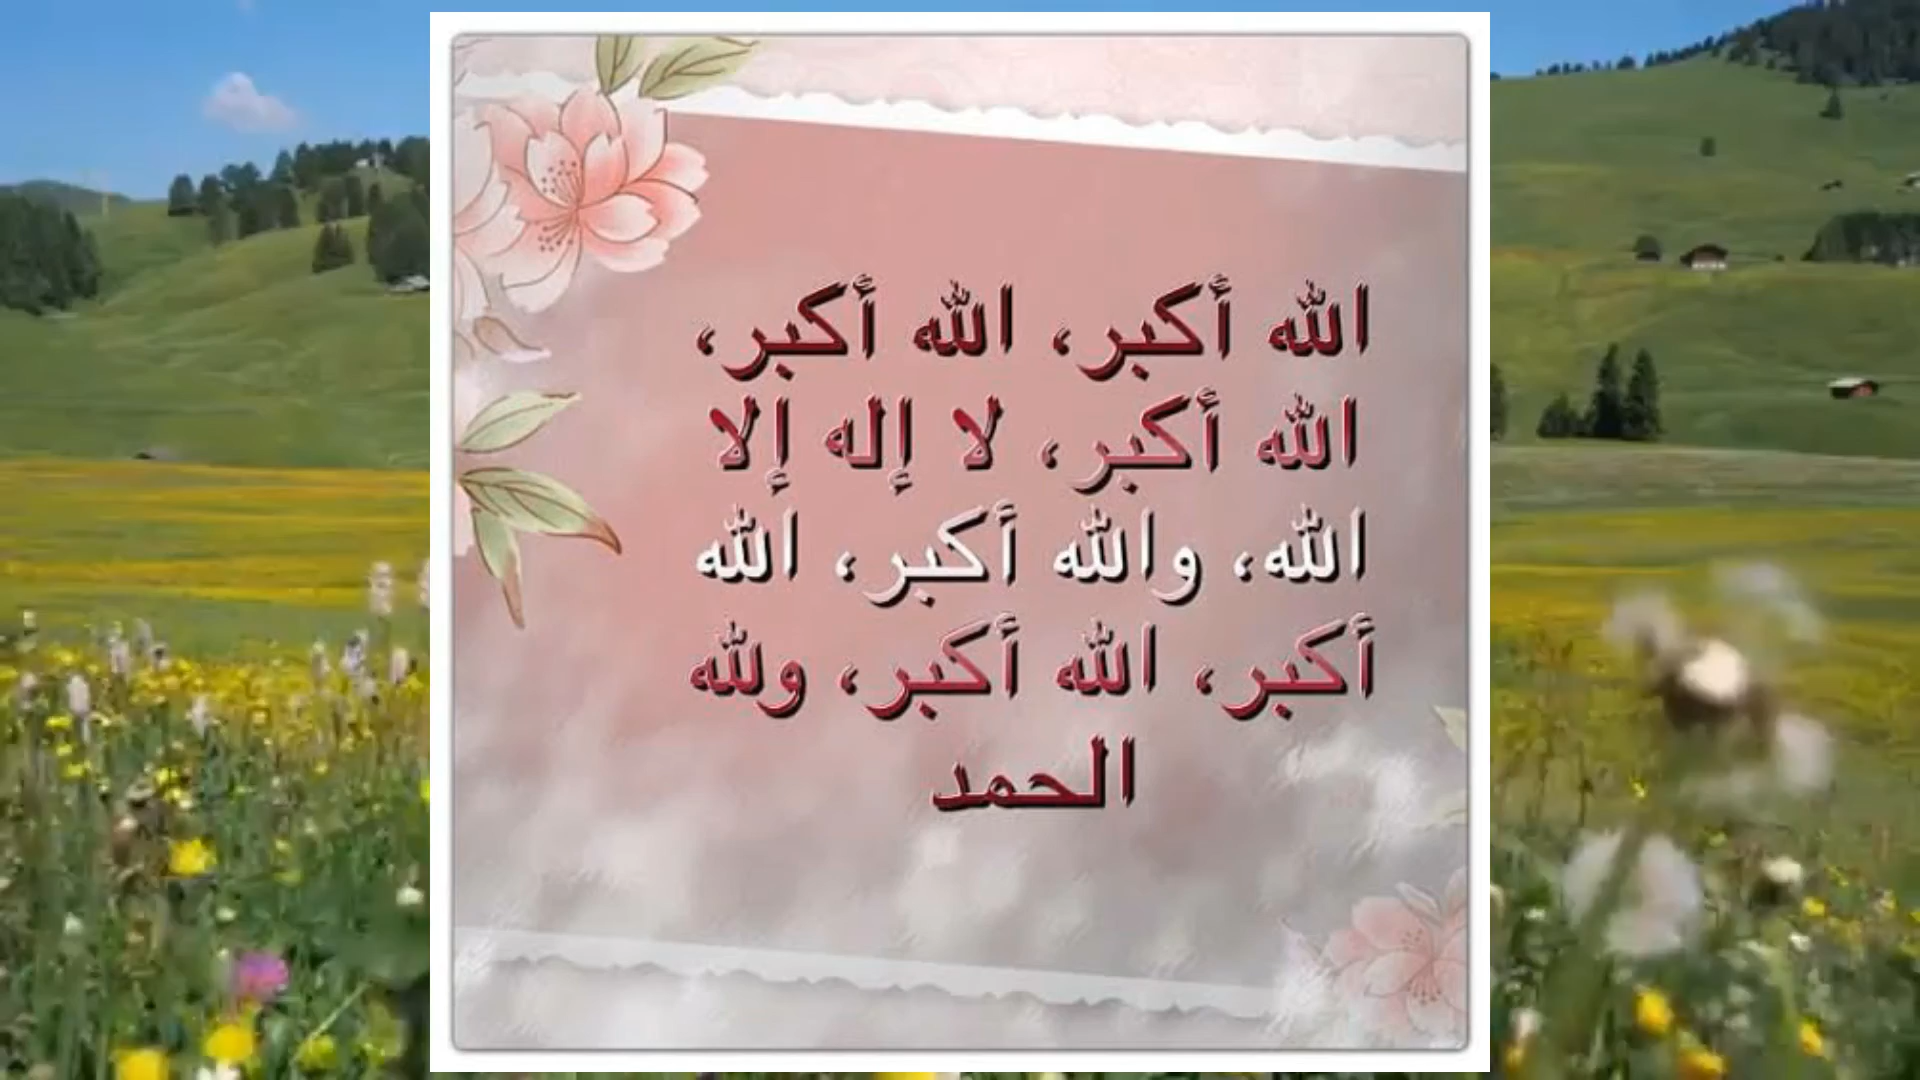 الله أكبر، الله أكبر،
الله أكبر، لا إله إلا
الله، والله أكبر، الله
أكبر، الله أكبر، ولله
الحمد